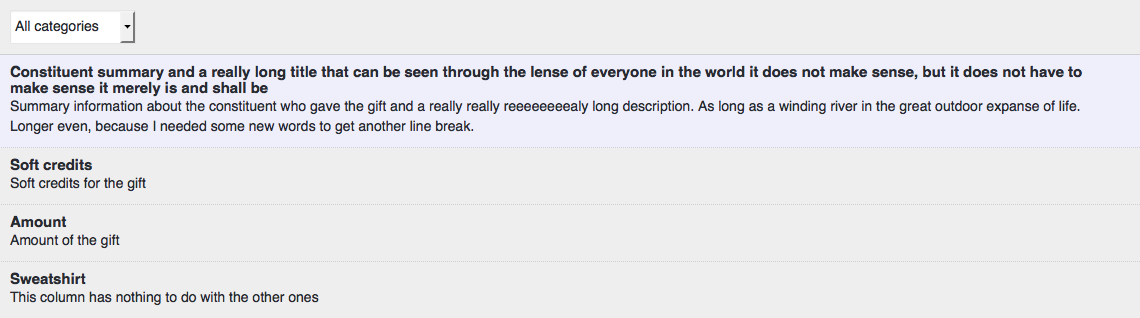 All categories
Constituent summary and a really long title that can be seen through the lense of everyone in the world it does not make sense, but it does not have to
make sense it merely is and shall be
Summary information about the constituent who gave the gift and a really really reeeeeeeealy long description. As long as a winding river in the great outdoor expanse of life.
Longer even, because I needed some new words to get another line break.
Soft credits
Soft credits for the gift
Amount
Amount of the gift
Sweatshirt
This column has nothing to do with the other ones